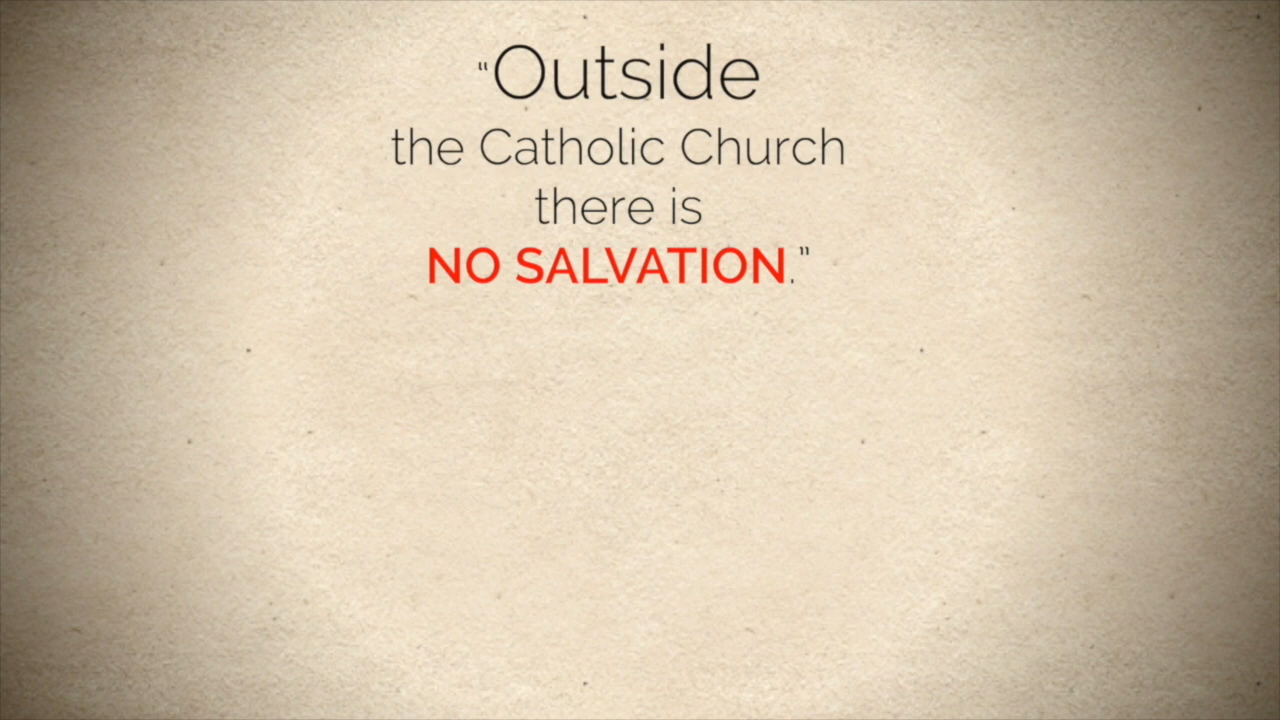 “Outside
the Catholic Church
there is
NO SALVATION.”